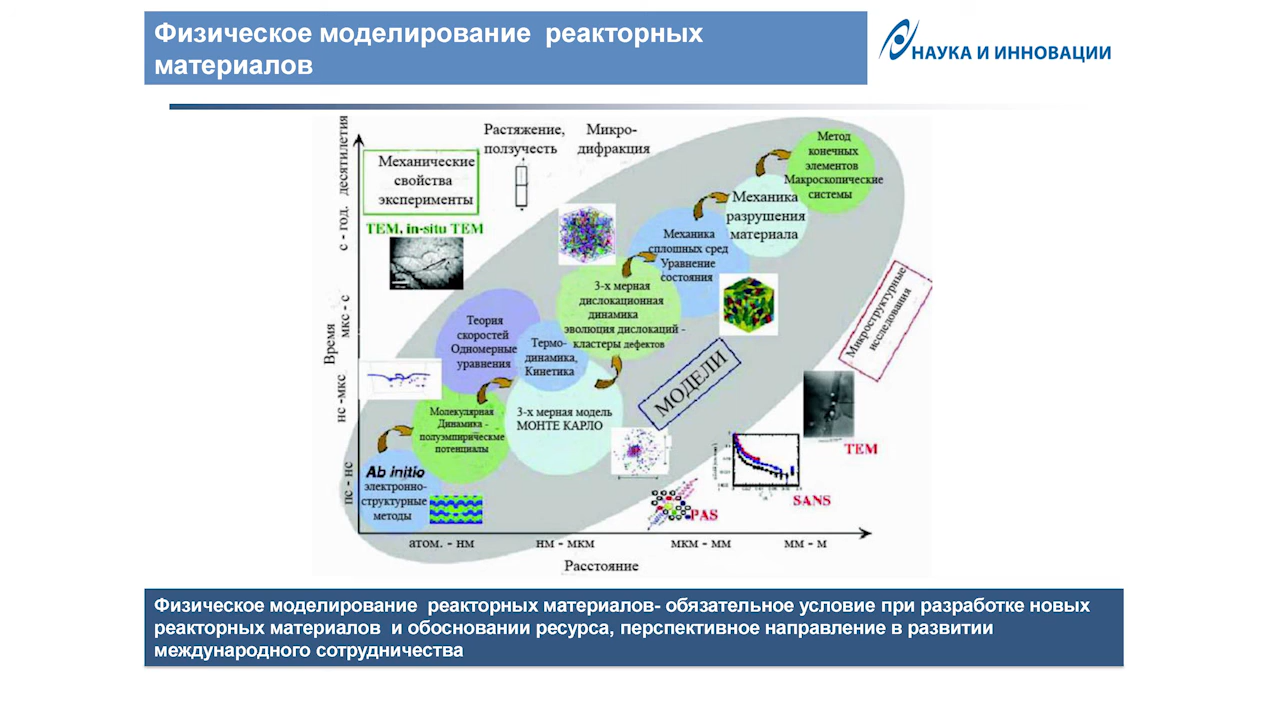 Физическое моделирование реакторных
материалов
НАУКА И ИННОВАЦИИ
Растяжение,
ползучесть
Микро-
дифракция
Механические
свойства
эксперименты
TEM, in-situ TEM
Метод
конечных
элементов
Макроскопические
системы
Механика
разрушения
материала
Механика
сплошных сред
Уравнение
состояния
3-х мерная
дислокационная
динамика
эволюция дислокаций -
кластеры дефектов
Теория
скоростей
Одномерные
уравнения
Термо-
динамика,
Кинетика
3-х мерная модель
МОНТЕ КАРЛО
Молекулярная
Динамика -
полуэмпирические
потенциалы
Ab initio
электронно-
структурные
методы
МОДЕЛИ
Микроструктурные
исследования
TEM
SANS
PAS
Время
пс - нс
нс -мкс
мкс - с
с - год.
десятилетия
атом. - нм
нм - мкм
мкм - мм
мм - м
Расстояние
Физическое моделирование реакторных материалов- обязательное условие при разработке новых
реакторных материалов и обосновании ресурса, перспективное направление в развитии
международного сотрудничества